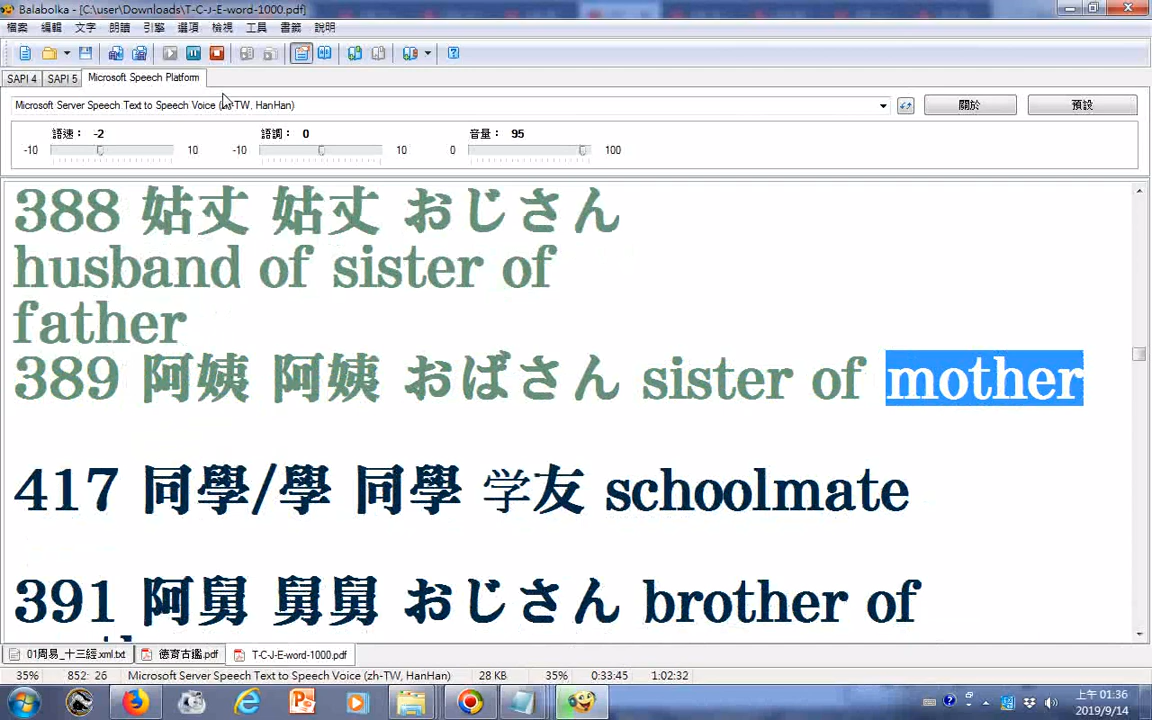 Balabolka - [C:\user\Downloads\T-C-J-E-word-1000.pdf]
檔案 編輯 文字 朗讀 引擎 選項 檢視 工具 書籤 說明
SAPI 4 SAPI 5 Microsoft Speech Platform
Microsoft Server Speech Text to Speech Voice (zh-TW, HanHan) 關於 預設
語速： -2 語調： 0 音量： 95
-10 10 -10 10 0 100
388 姑丈 姑丈 おじさん
husband of sister of
father
389 阿姨 阿姨 おばさん sister of mother
417 同學/學 同學 学友 schoolmate
391 阿舅 舅舅 おじさん brother of
01周易_十三經.xml.txt 德育古鑑.pdf T-C-J-E-word-1000.pdf
35% 852: 26 Microsoft Server Speech Text to Speech Voice (zh-TW, HanHan) 28 KB 35% 0:33:45 1:02:32
上午 01:36
2019/9/14